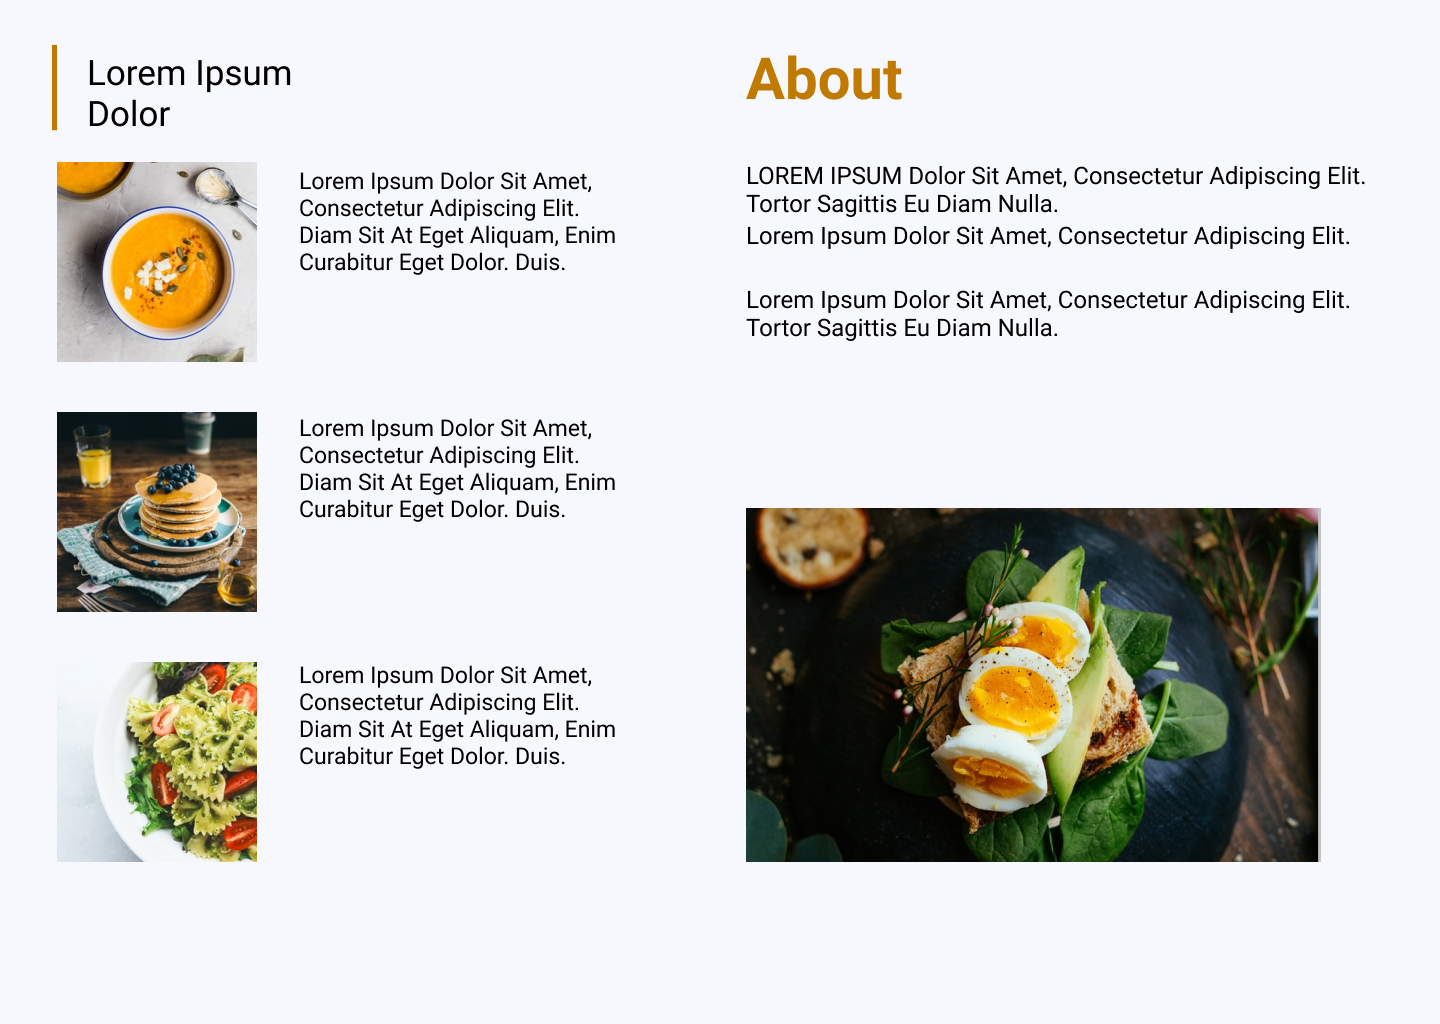 Lorem Ipsum
Dolor
Lorem Ipsum Dolor Sit Amet,
Consectetur Adipiscing Elit.
Diam Sit At Eget Aliquam, Enim
Curabitur Eget Dolor. Duis.
Lorem Ipsum Dolor Sit Amet,
Consectetur Adipiscing Elit.
Diam Sit At Eget Aliquam, Enim
Curabitur Eget Dolor. Duis.
Lorem Ipsum Dolor Sit Amet,
Consectetur Adipiscing Elit.
Diam Sit At Eget Aliquam, Enim
Curabitur Eget Dolor. Duis.
About
LOREM IPSUM Dolor Sit Amet, Consectetur Adipiscing Elit.
Tortor Sagittis Eu Diam Nulla.
Lorem Ipsum Dolor Sit Amet, Consectetur Adipiscing Elit.
Lorem Ipsum Dolor Sit Amet, Consectetur Adipiscing Elit.
Tortor Sagittis Eu Diam Nulla.